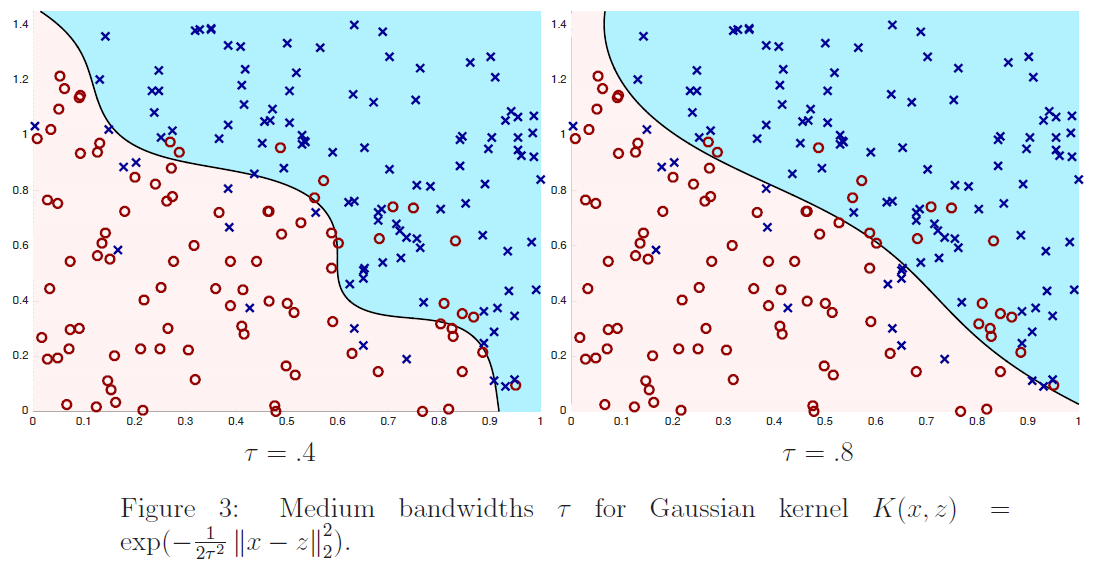 1.4
1.2
1
0.8
0.6
0.4
0.2
0
0 0.1 0.2 0.3 0.4 0.5 0.6 0.7 0.8 0.9 1
1.4
1.2
1
0.8
0.6
0.4
0.2
0
0 0.1 0.2 0.3 0.4 0.5 0.6 0.7 0.8 0.9 1
τ = .4
τ = .8
Figure 3: Medium bandwidths τ for Gaussian kernel K(x, z) =
exp(−1/2τ² ‖x − z‖₂²).